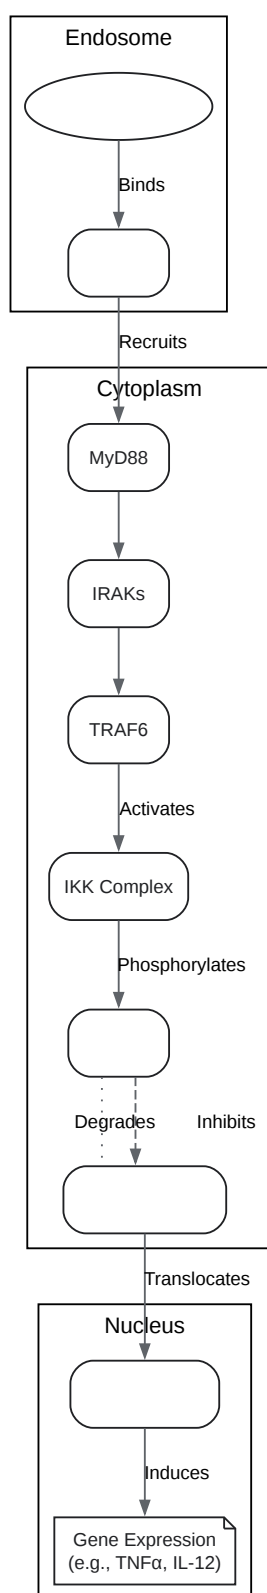 Endosome
Binds
Recruits
Cytoplasm
MyD88
IRAKs
TRAF6
Activates
IKK Complex
Phosphorylates
Degrades
Inhibits
Translocates
Nucleus
Induces
Gene Expression
(e.g., TNFα, IL-12)